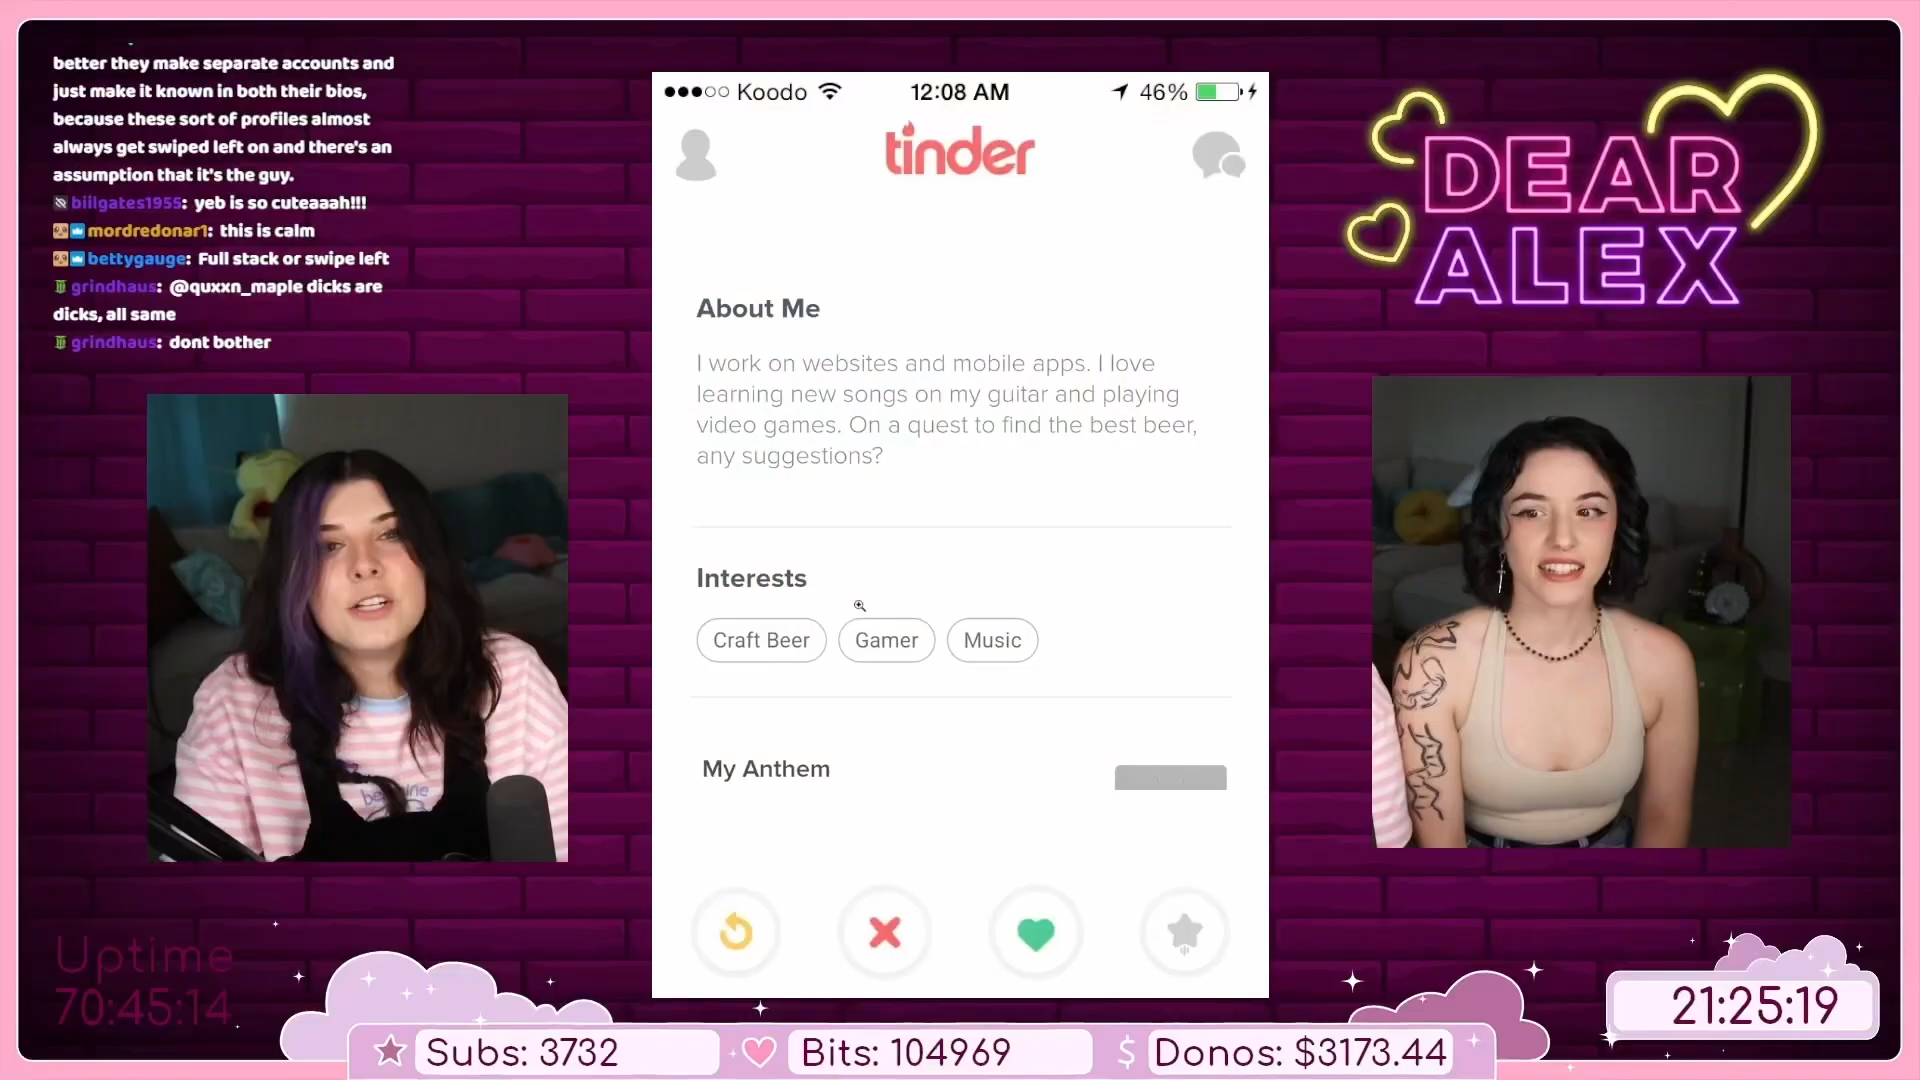 better they make separate accounts and
just make it known in both their bios,
because these sort of profiles almost
always get swiped left on and there's an
assumption that it's the guy.
biilgates1955: yeb is so cuteaaah!!!
mordredonar1: this is calm
bettygauge: Full stack or swipe left
grindhaus: @quxxn_maple dicks are
dicks, all same
grindhaus: dont bother
Koodo 12:08 AM 46%
tinder
About Me
I work on websites and mobile apps. I love
learning new songs on my guitar and playing
video games. On a quest to find the best beer,
any suggestions?
Interests
Craft Beer Gamer Music
My Anthem
DEAR
ALEX
Uptime
70:45:14
Subs: 3732 Bits: 104969 $ Donos: $3173.44
21:25:19